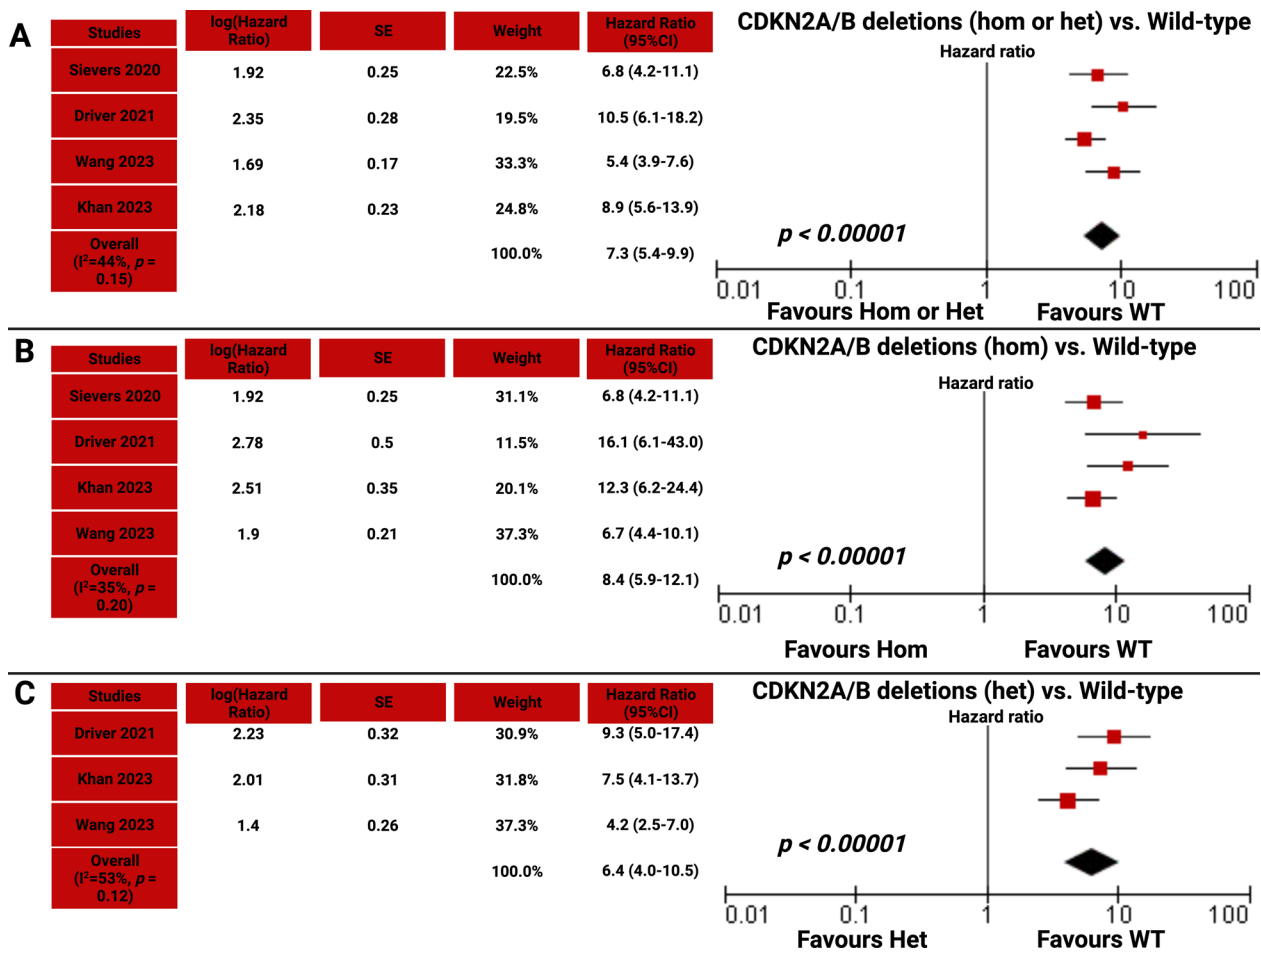 A
CDKN2A/B deletions (hom or het) vs. Wild-type
Studies log(Hazard Ratio) SE Weight Hazard Ratio (95%CI)
Hazard ratio
Sievers 2020 1.92 0.25 22.5% 6.8 (4.2-11.1)
Driver 2021 2.35 0.28 19.5% 10.5 (6.1-18.2)
Wang 2023 1.69 0.17 33.3% 5.4 (3.9-7.6)
Khan 2023 2.18 0.23 24.8% 8.9 (5.6-13.9)
Overall (I²=44%, p = 0.15) 100.0% 7.3 (5.4-9.9)
p < 0.00001
0.01 0.1 1 10 100
Favours Hom or Het Favours WT
B
CDKN2A/B deletions (hom) vs. Wild-type
Studies log(Hazard Ratio) SE Weight Hazard Ratio (95%CI)
Hazard ratio
Sievers 2020 1.92 0.25 31.1% 6.8 (4.2-11.1)
Driver 2021 2.78 0.5 11.5% 16.1 (6.1-43.0)
Khan 2023 2.51 0.35 20.1% 12.3 (6.2-24.4)
Wang 2023 1.9 0.21 37.3% 6.7 (4.4-10.1)
Overall (I²=35%, p = 0.20) 100.0% 8.4 (5.9-12.1)
p < 0.00001
0.01 0.1 1 10 100
Favours Hom Favours WT
C
CDKN2A/B deletions (het) vs. Wild-type
Studies log(Hazard Ratio) SE Weight Hazard Ratio (95%CI)
Hazard ratio
Driver 2021 2.23 0.32 30.9% 9.3 (5.0-17.4)
Khan 2023 2.01 0.31 31.8% 7.5 (4.1-13.7)
Wang 2023 1.4 0.26 37.3% 4.2 (2.5-7.0)
Overall (I²=53%, p = 0.12) 100.0% 6.4 (4.0-10.5)
p < 0.00001
0.01 0.1 1 10 100
Favours Het Favours WT